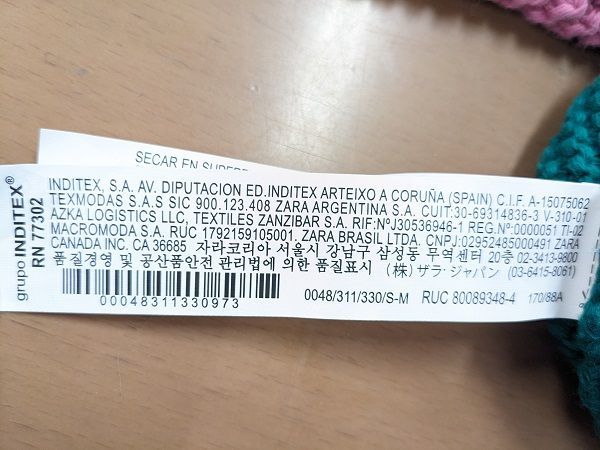 SECAR EN
grupo INDITEX®
RN 77302
INDITEX, S.A. AV. DIPUTACION ED.INDITEX ARTEIXO A CORUÑA (SPAIN) C.I.F. A-15075062
TEXMODAS S.A.S SIC 900.123.408 ZARA ARGENTINA S.A. CUIT:30-69314836-3 V-310-01
AZKA LOGISTICS LLC, TEXTILES ZANZIBAR S.A. RIF:NºJ30536946-1 REG.Nº0000051 TI-02
MACROMODA S.A. RUC 1792159105001 ZARA BRASIL LTDA. CNPJ:02952485000491 ZARA
CANADA INC. CA 36685 자라코리아 서울시 강남구 삼성동 무역센터 20층 02-3413-9800
품질경영 및 공산품안전 관리법에 의한 품질표시 (株) ザラ・ジャパン (03-6415-8061)
00048311330973
0048/311/330/S-M RUC 80089348-4 170/88A